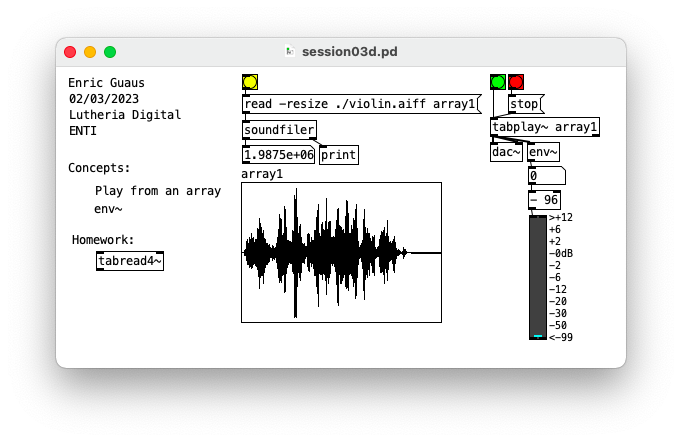 session03d.pd
Enric Guaus
02/03/2023
Lutheria Digital
ENTI
Concepts:
Play from an array
env~
Homework:
tabread4~
read -resize ./violin.aiff array1
soundfiler
1.9875e+06
print
array1
stop
tabplay~ array1
dac~
env~
0
- 96
>+12
+6
+2
-0dB
-2
-6
-12
-20
-30
-50
<-99